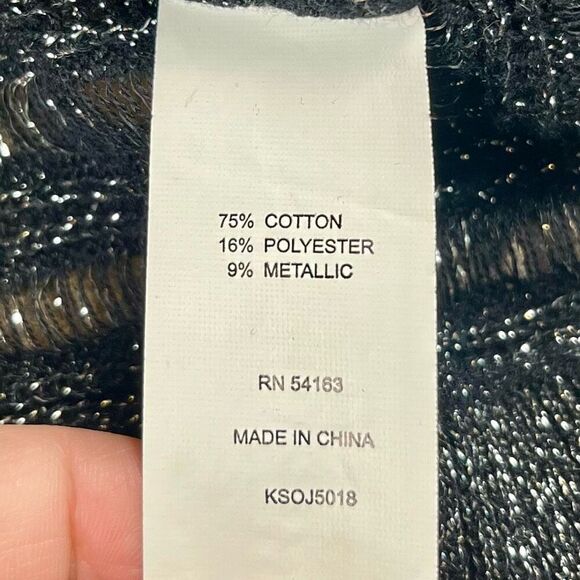 75% COTTON
16% POLYESTER
9% METALLIC
RN 54163
MADE IN CHINA
KSOJ5018